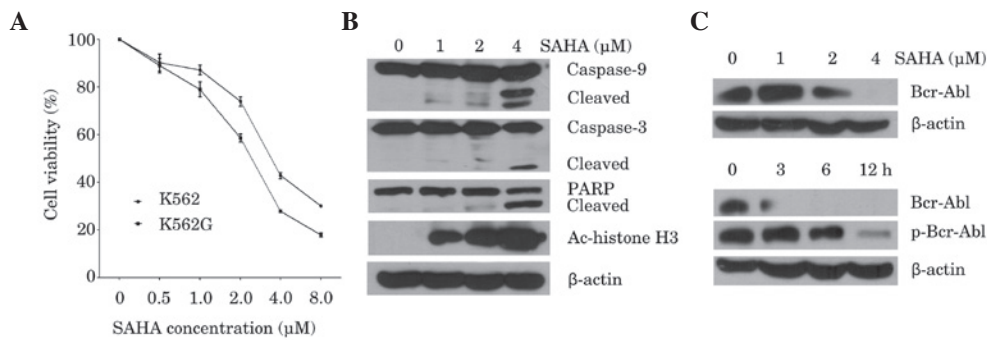 A
100
80
60
40
20
0
Cell viability (%)
K562
K562G
0 0.5 1.0 2.0 4.0 8.0
SAHA concentration (μM)
B
0 1 2 4 SAHA (μM)
Caspase-9
Cleaved
Caspase-3
Cleaved
PARP
Cleaved
Ac-histone H3
β-actin
C
0 1 2 4 SAHA (μM)
Bcr-Abl
β-actin
0 3 6 12 h
Bcr-Abl
p-Bcr-Abl
β-actin